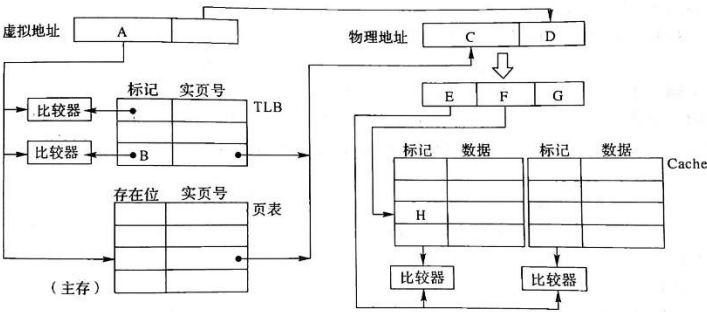 虚拟地址 A
物理地址 C D
E F G
标记 实页号
TLB
比较器
比较器 B
存在位 实页号
页表
(主存)
标记 数据 标记 数据
Cache
H
比较器 比较器